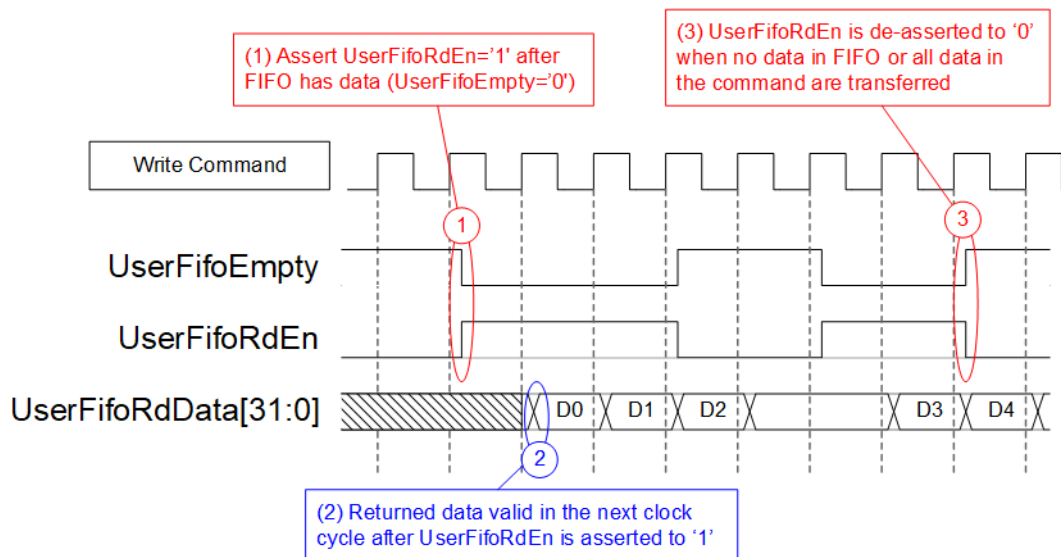 (1) Assert UserFifoRdEn='1' after
FIFO has data (UserFifoEmpty='0')
(3) UserFifoRdEn is de-asserted to ‘0’
when no data in FIFO or all data in
the command are transferred
Write Command
1
3
UserFifoEmpty
UserFifoRdEn
UserFifoRdData[31:0]
D0
D1
D2
D3
D4
2
(2) Returned data valid in the next clock
cycle after UserFifoRdEn is asserted to ‘1’